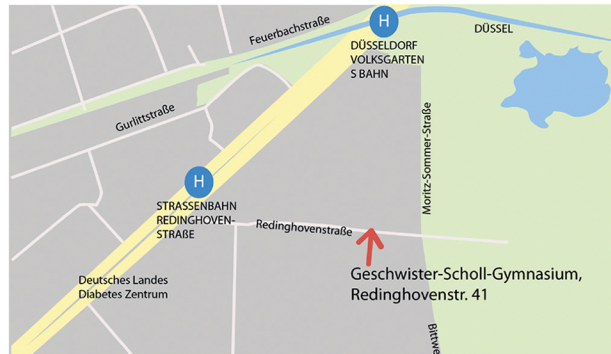 Feuerbachstraße
H
DÜSSELDORF
VOLKSGARTEN
S BAHN
DÜSSEL
Gurlittstraße
Moritz-Sommer-Straße
H
STRASSENBAHN
REDINGHOVEN-
STRAßE
Redinghovenstraße
Deutsches Landes
Diabetes Zentrum
Geschwister-Scholl-Gymnasium,
Redinghovenstr. 41
Bittwe